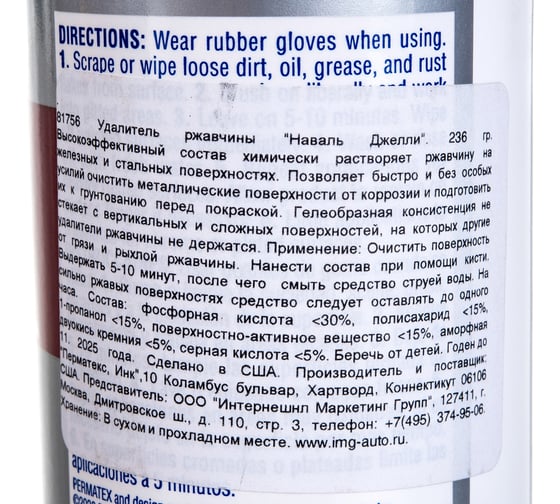 DIRECTIONS: Wear rubber gloves when using.
1. Scrape or wipe loose dirt, oil, grease, and rust
81756 Удалитель ржавчины "Наваль Джелли". 236 гр.
Высокоэффективный состав химически растворяет ржавчину на
железных и стальных поверхностях. Позволяет быстро и без особых
усилий очистить металлические поверхности от коррозии и подготовить
их к грунтованию перед покраской. Гелеобразная консистенция не
стекает с вертикальных и сложных поверхностей, на которых другие
удалители ржавчины не держатся. Применение: Очистить поверхность
от грязи и рыхлой ржавчины. Нанести состав при помощи кисти.
Выдержать 5-10 минут, после чего смыть средство струей воды. На
сильно ржавых поверхностях средство следует оставлять до одного
часа. Состав: фосфорная кислота <30%, полисахарид <15%,
1-пропанол <15%, поверхностно-активное вещество <15%, аморфная
двуокись кремния <5%, серная кислота <5%. Беречь от детей. Годен до
11. 2025 года. Сделано в США. Производитель и поставщик:
"Перматекс, Инк",10 Коламбус бульвар, Хартворд, Коннектикут 06106
США. Представитель: ООО "Интернешнл Маркетинг Групп", 127411, г.
Москва, Дмитровское ш., д. 110, стр. 3, телефон: +7(495) 374-95-06.
Хранение: В сухом и прохладном месте. www.img-auto.ru.
aplicaciones a 5 minutos.
PERMATEX and